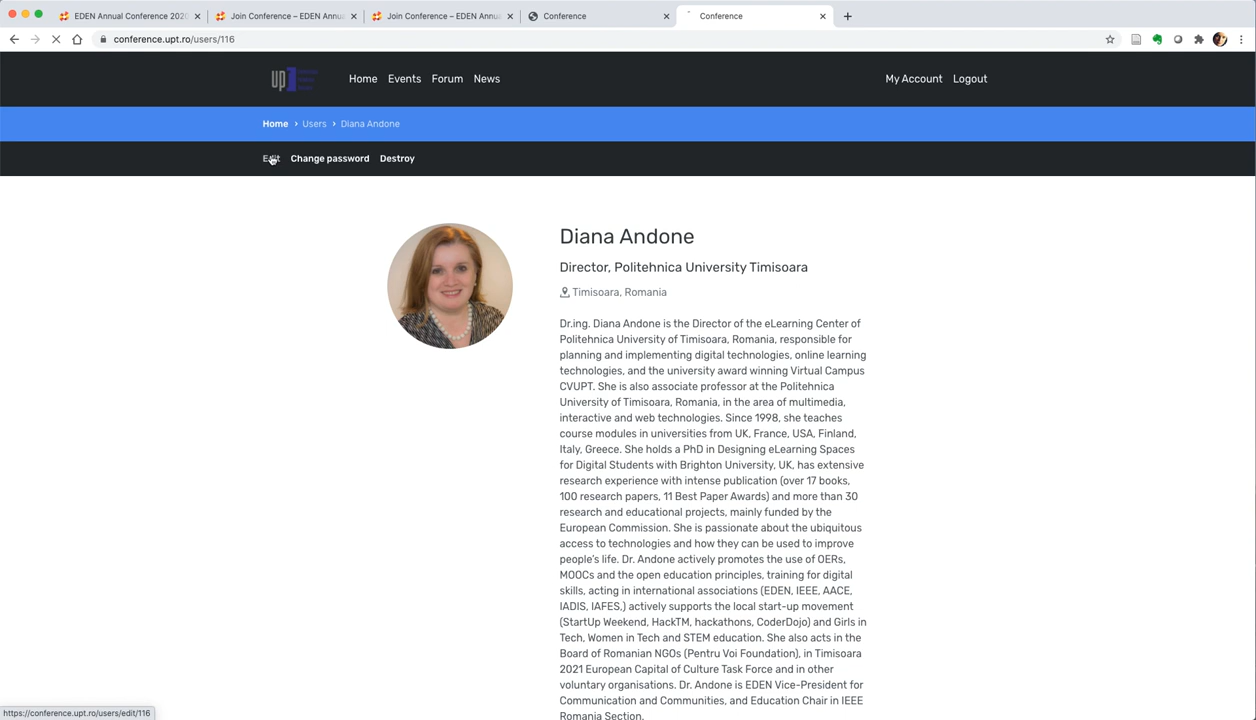 EDEN Annual Conference 202
Join Conference – EDEN Annu
Join Conference – EDEN Annu
Conference
Conference
conference.upt.ro/users/116
up
Home Events Forum News
My Account Logout
Home › Users › Diana Andone
Edit Change password Destroy
Diana Andone
Director, Politehnica University Timisoara
Timisoara, Romania
Dr.ing. Diana Andone is the Director of the eLearning Center of
Politehnica University of Timisoara, Romania, responsible for
planning and implementing digital technologies, online learning
technologies, and the university award winning Virtual Campus
CVUPT. She is also associate professor at the Politehnica
University of Timisoara, Romania, in the area of multimedia,
interactive and web technologies. Since 1998, she teaches
course modules in universities from UK, France, USA, Finland,
Italy, Greece. She holds a PhD in Designing eLearning Spaces
for Digital Students with Brighton University, UK, has extensive
research experience with intense publication (over 17 books,
100 research papers, 11 Best Paper Awards) and more than 30
research and educational projects, mainly funded by the
European Commission. She is passionate about the ubiquitous
access to technologies and how they can be used to improve
people's life. Dr. Andone actively promotes the use of OERs,
MOOCs and the open education principles, training for digital
skills, acting in international associations (EDEN, IEEE, AACE,
IADIS, IAFES,) actively supports the local start-up movement
(StartUp Weekend, HackTM, hackathons, CoderDojo) and Girls in
Tech, Women in Tech and STEM education. She also acts in the
Board of Romanian NGOs (Pentru Voi Foundation), in Timisoara
2021 European Capital of Culture Task Force and in other
voluntary organisations. Dr. Andone is EDEN Vice-President for
Communication and Communities, and Education Chair in IEEE
Romania Section.
https://conference.upt.ro/users/edit/116